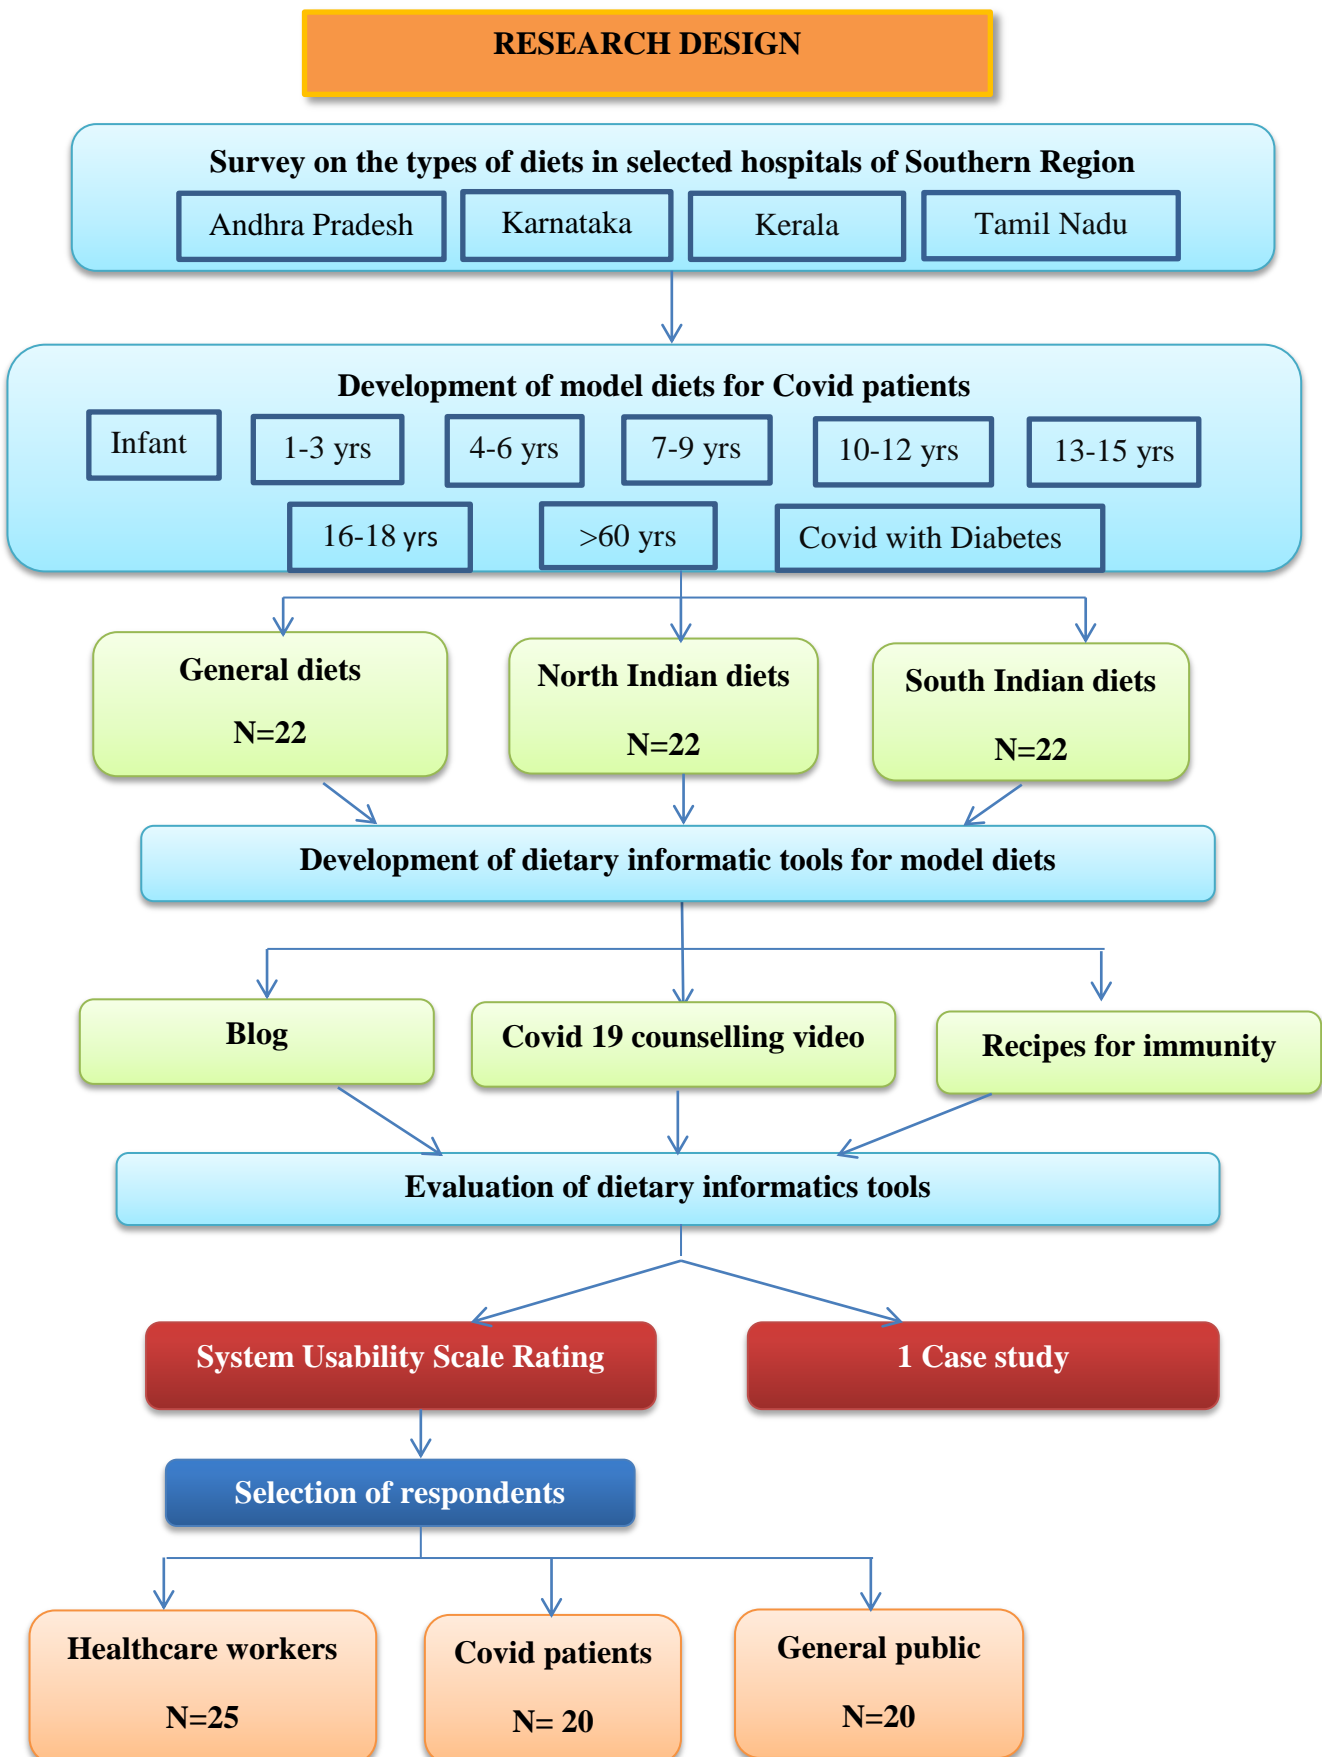 RESEARCH DESIGN
Survey on the types of diets in selected hospitals of Southern Region
Andhra Pradesh
Karnataka
Kerala
Tamil Nadu
Development of model diets for Covid patients
Infant
1-3 yrs
4-6 yrs
7-9 yrs
10-12 yrs
13-15 yrs
16-18 yrs
>60 yrs
Covid with Diabetes
General diets
N=22
North Indian diets
N=22
South Indian diets
N=22
Development of dietary informatic tools for model diets
Blog
Covid 19 counselling video
Recipes for immunity
Evaluation of dietary informatics tools
System Usability Scale Rating
1 Case study
Selection of respondents
Healthcare workers
N=25
Covid patients
N= 20
General public
N=20